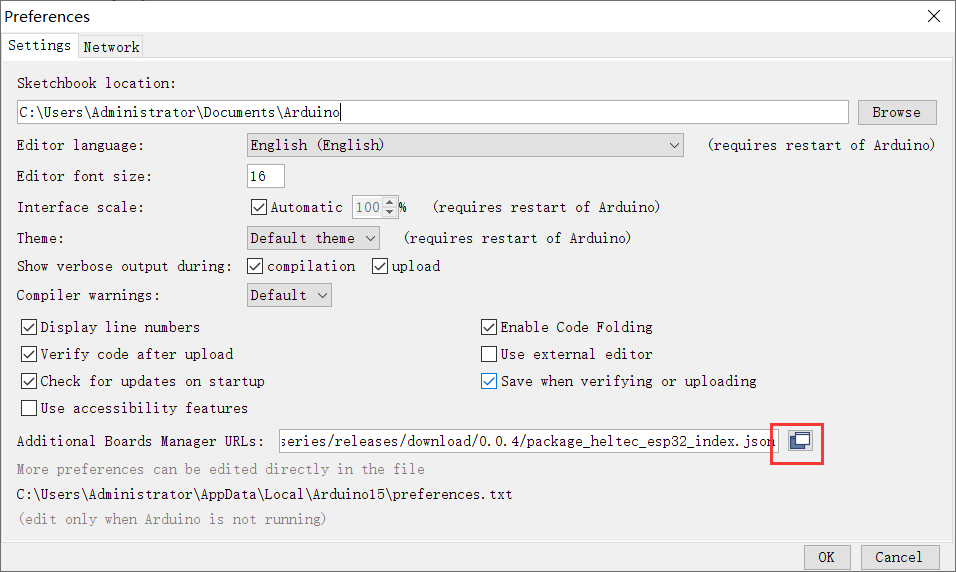 Preferences
Settings Network
Sketchbook location:
C:\Users\Administrator\Documents\Arduino Browse
Editor language: English (English) (requires restart of Arduino)
Editor font size: 16
Interface scale: Automatic 100 % (requires restart of Arduino)
Theme: Default theme (requires restart of Arduino)
Show verbose output during: compilation upload
Compiler warnings: Default
Display line numbers Enable Code Folding
Verify code after upload Use external editor
Check for updates on startup Save when verifying or uploading
Use accessibility features
Additional Boards Manager URLs: series/releases/download/0.0.4/package_heltec_esp32_index.json
More preferences can be edited directly in the file
C:\Users\Administrator\AppData\Local\Arduino15\preferences.txt
(edit only when Arduino is not running)
OK Cancel